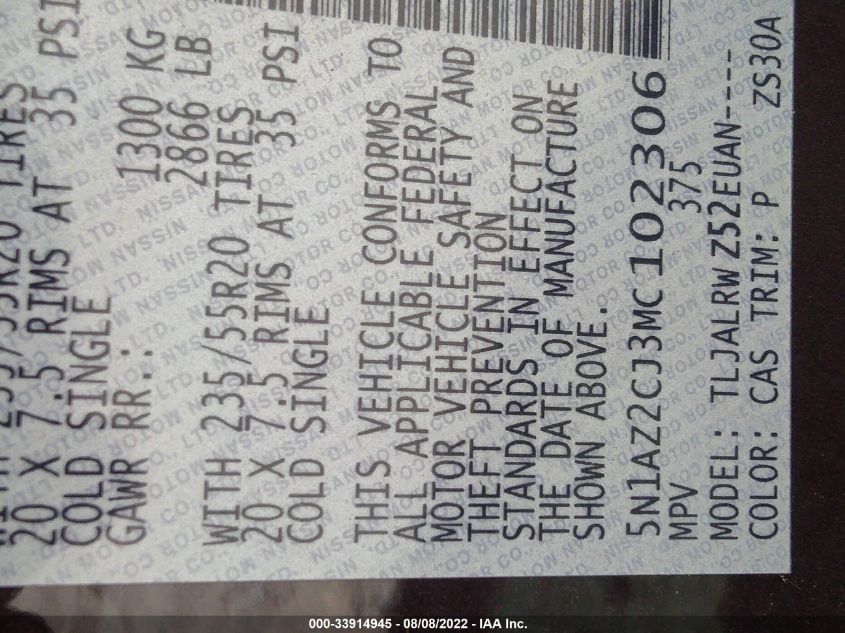 20 X 7.5 RIMS AT 35 PSI
COLD SINGLE
GAWR RR.: 1300 KG
2866 LB
WITH 235/55R20 TIRES
20 X 7.5 RIMS AT 35 PSI
COLD SINGLE
THIS VEHICLE CONFORMS TO
ALL APPLICABLE FEDERAL
MOTOR VEHICLE SAFETY AND
THEFT PREVENTION
STANDARDS IN EFFECT ON
THE DATE OF MANUFACTURE
SHOWN ABOVE.
5N1AZ2CJ3MC102306
MPV 375
MODEL: TLJALRW Z52EUAN----
COLOR: CAS TRIM: P ZS30A
000-33914945 - 08/08/2022 - IAA Inc.